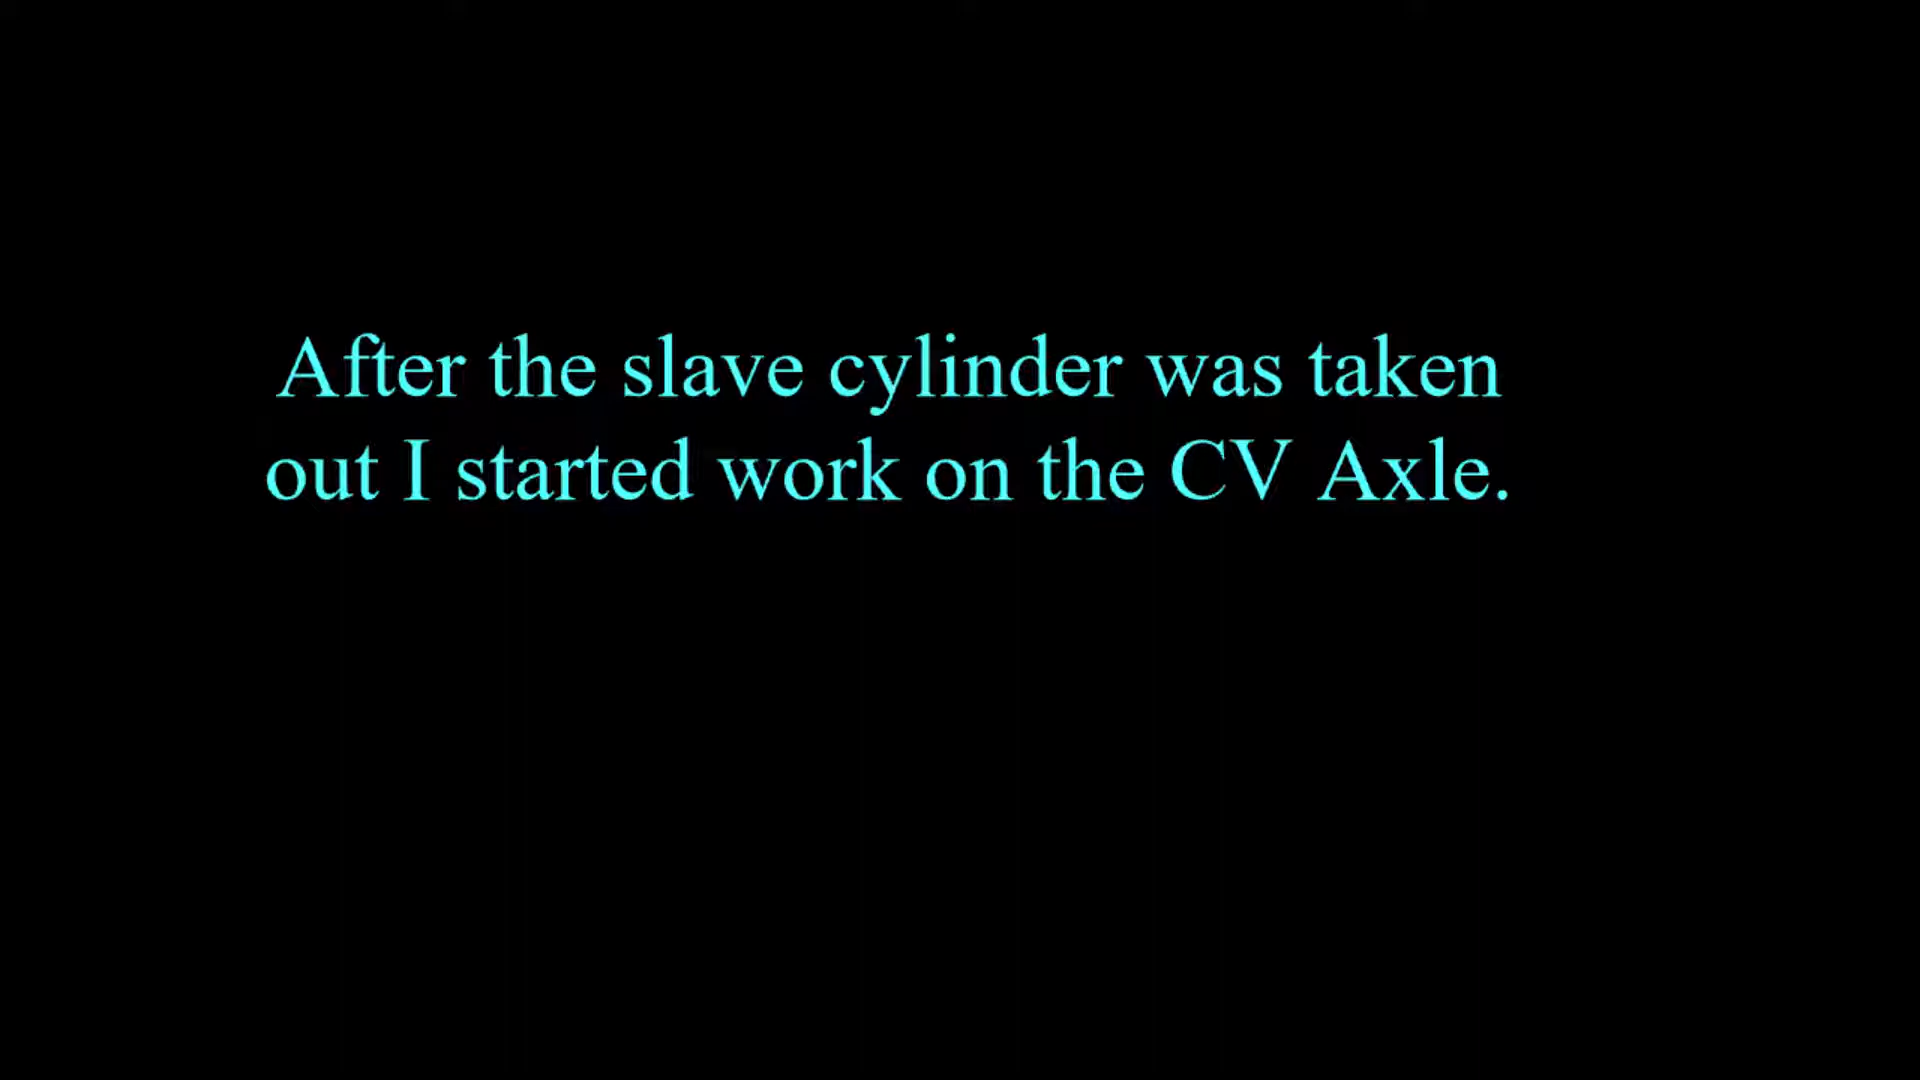 After the slave cylinder was taken
out I started work on the CV Axle.